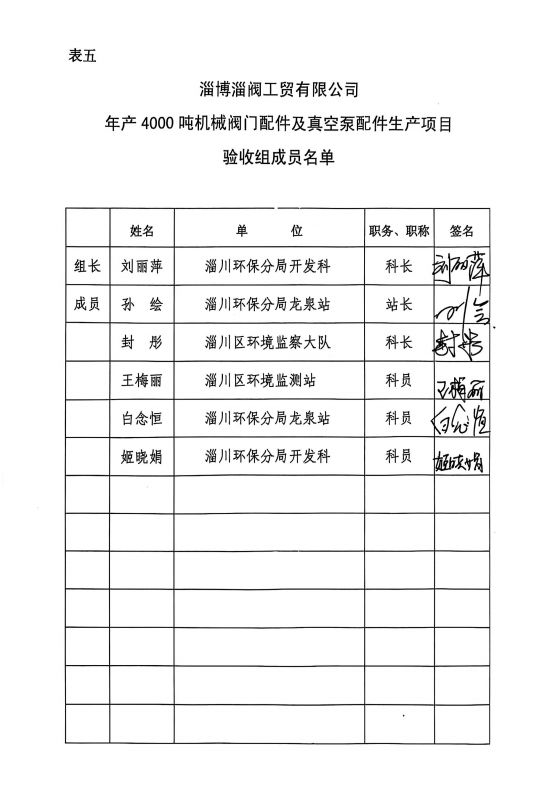 表五
淄博淄阀工贸有限公司
年产 4000 吨机械阀门配件及真空泵配件生产项目
验收组成员名单
姓名 单 位 职务、职称 签名
组长 刘丽萍 淄川环保分局开发科 科长 刘丽萍
成员 孙 绘 淄川环保分局龙泉站 站长 孙绘
封 彤 淄川区环境监察大队 科长
王梅丽 淄川区环境监测站 科员 王梅丽
白念恒 淄川环保分局龙泉站 科员 白念恒
姬晓娟 淄川环保分局开发科 科员 姬晓娟